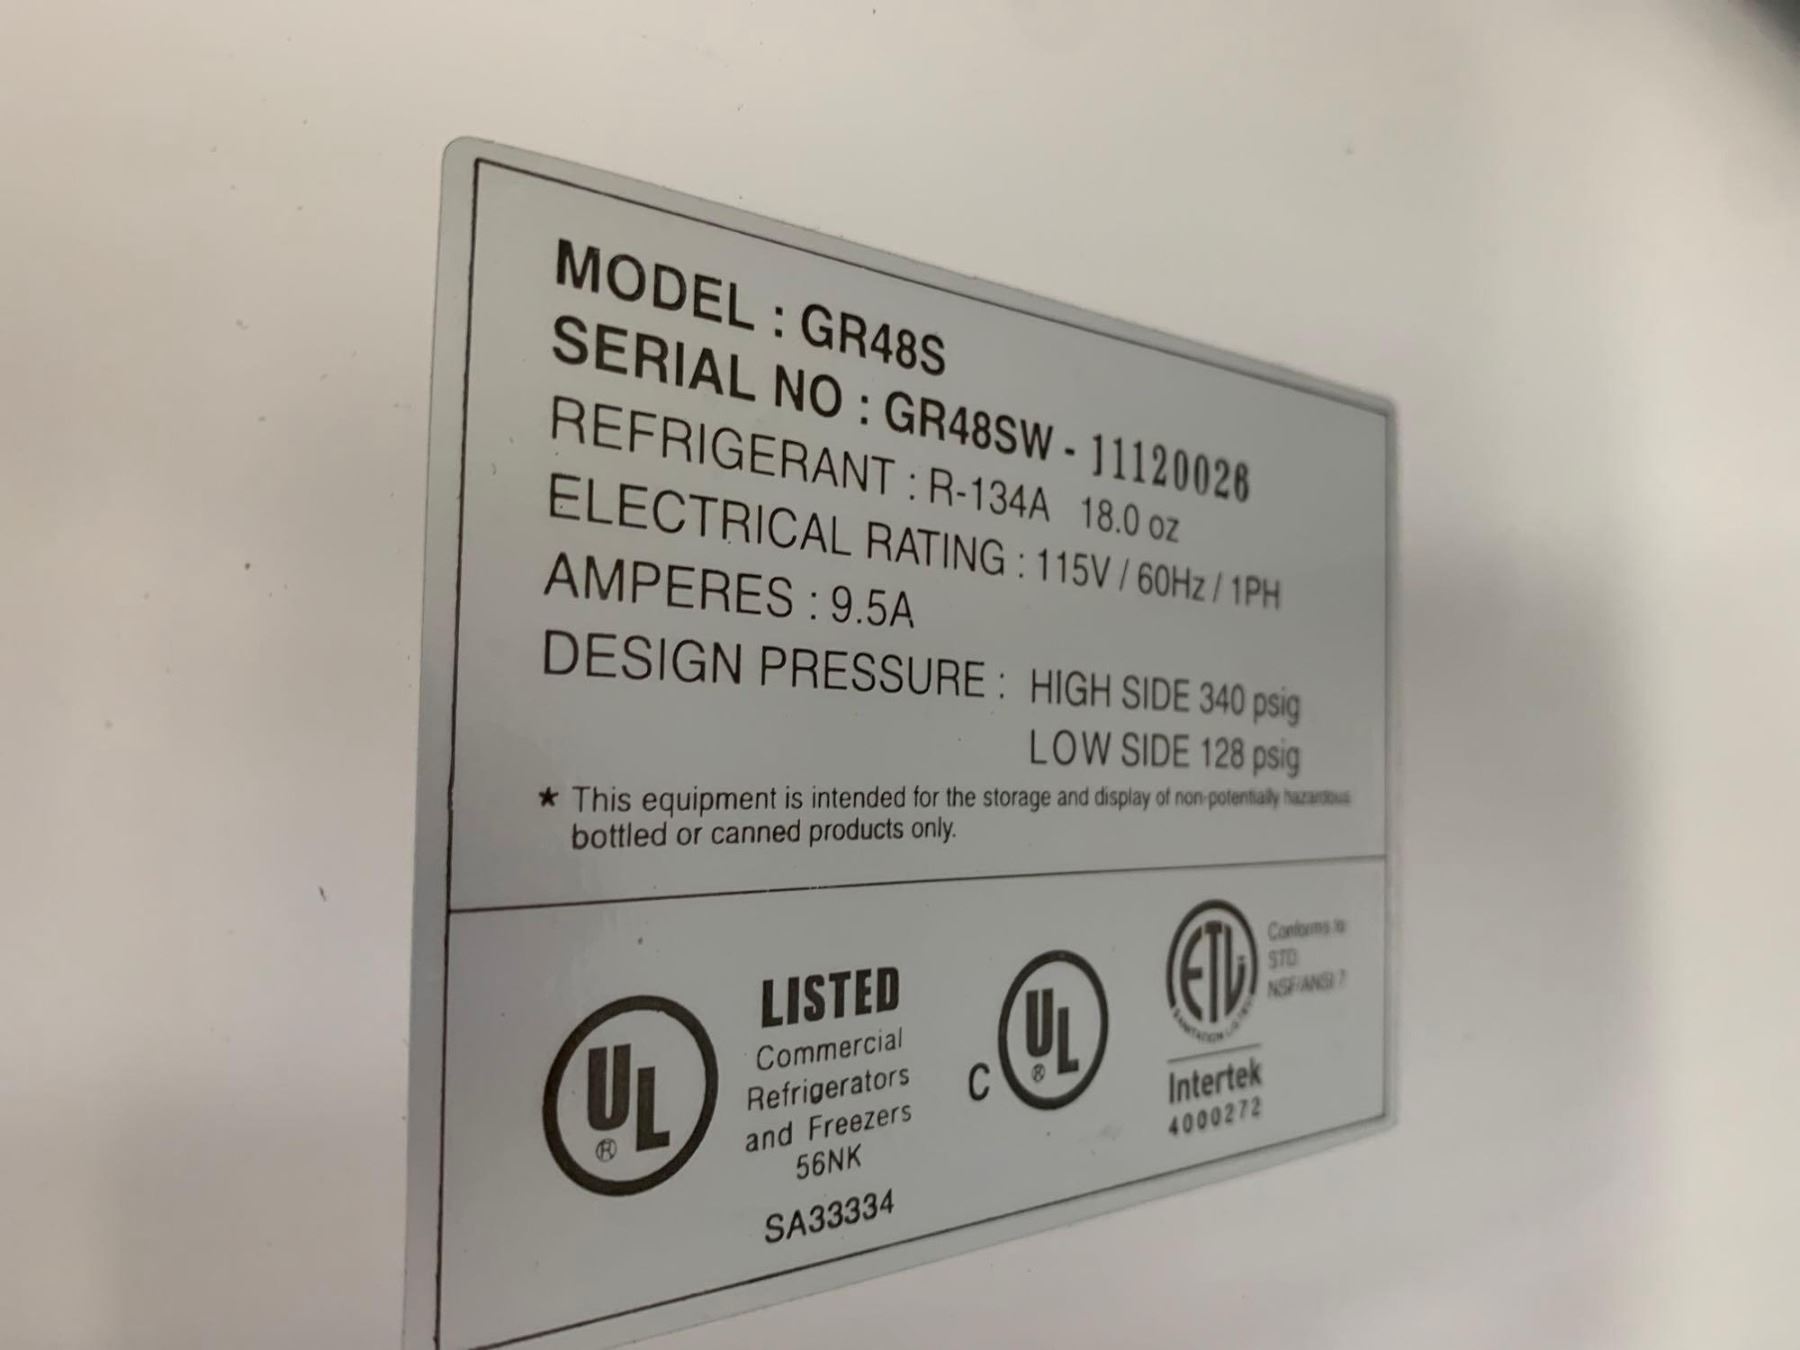 MODEL : GR48S
SERIAL NO : GR48SW - 11120026
REFRIGERANT : R-134A 18.0 oz
ELECTRICAL RATING : 115V / 60Hz / 1PH
AMPERES : 9.5A
DESIGN PRESSURE : HIGH SIDE 340 psig
LOW SIDE 128 psig
★ This equipment is intended for the storage and display of non-potentially hazardous
bottled or canned products only.
UL
®
LISTED
Commercial
Refrigerators
and Freezers
56NK
SA33334
C
UL
®
ETL
SANITATION LISTED
Conforms to
STD
NSF/ANSI 7
Intertek
4000272